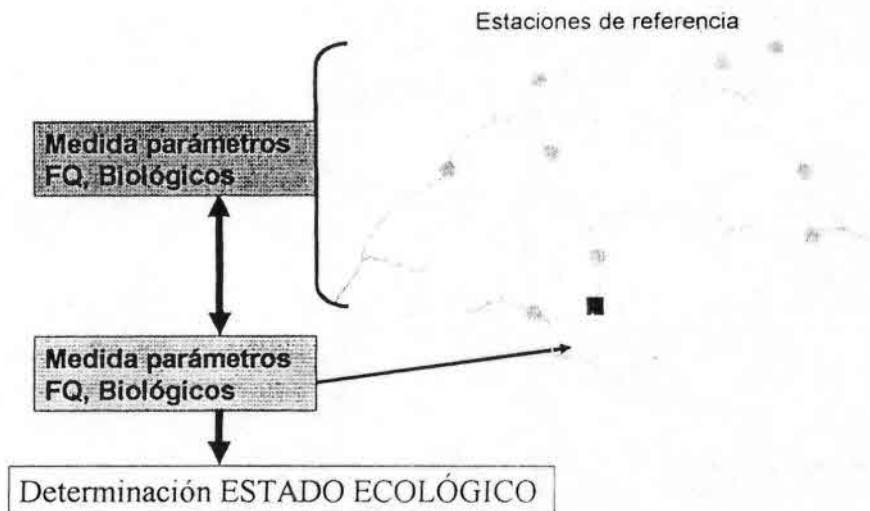 Estaciones de referencia
Medida parámetros
FQ, Biológicos
Medida parámetros
FQ, Biológicos
Determinación ESTADO ECOLÓGICO